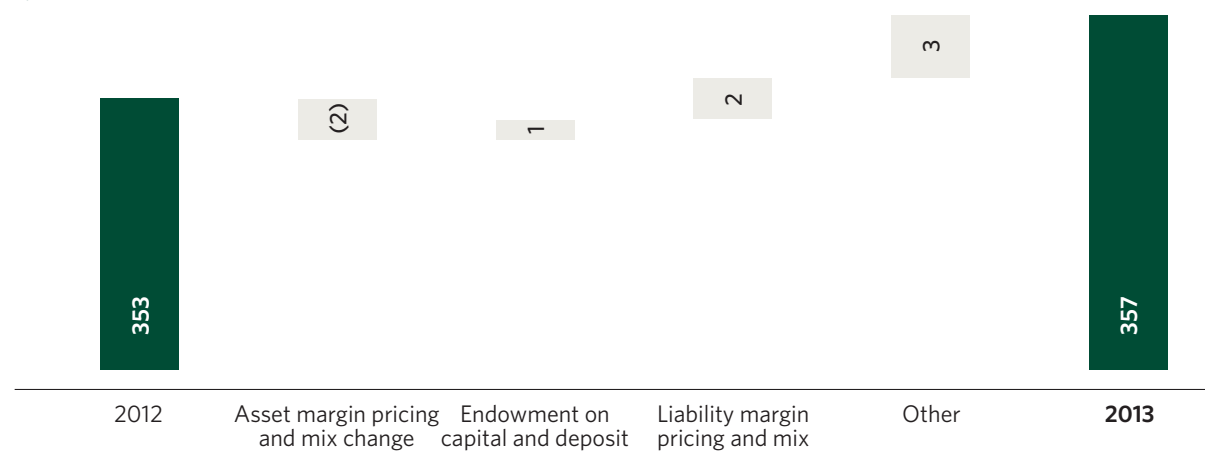 (2)
1
2
3
353
357
2012
Asset margin pricing
and mix change
Endowment on
capital and deposit
Liability margin
pricing and mix
Other
2013